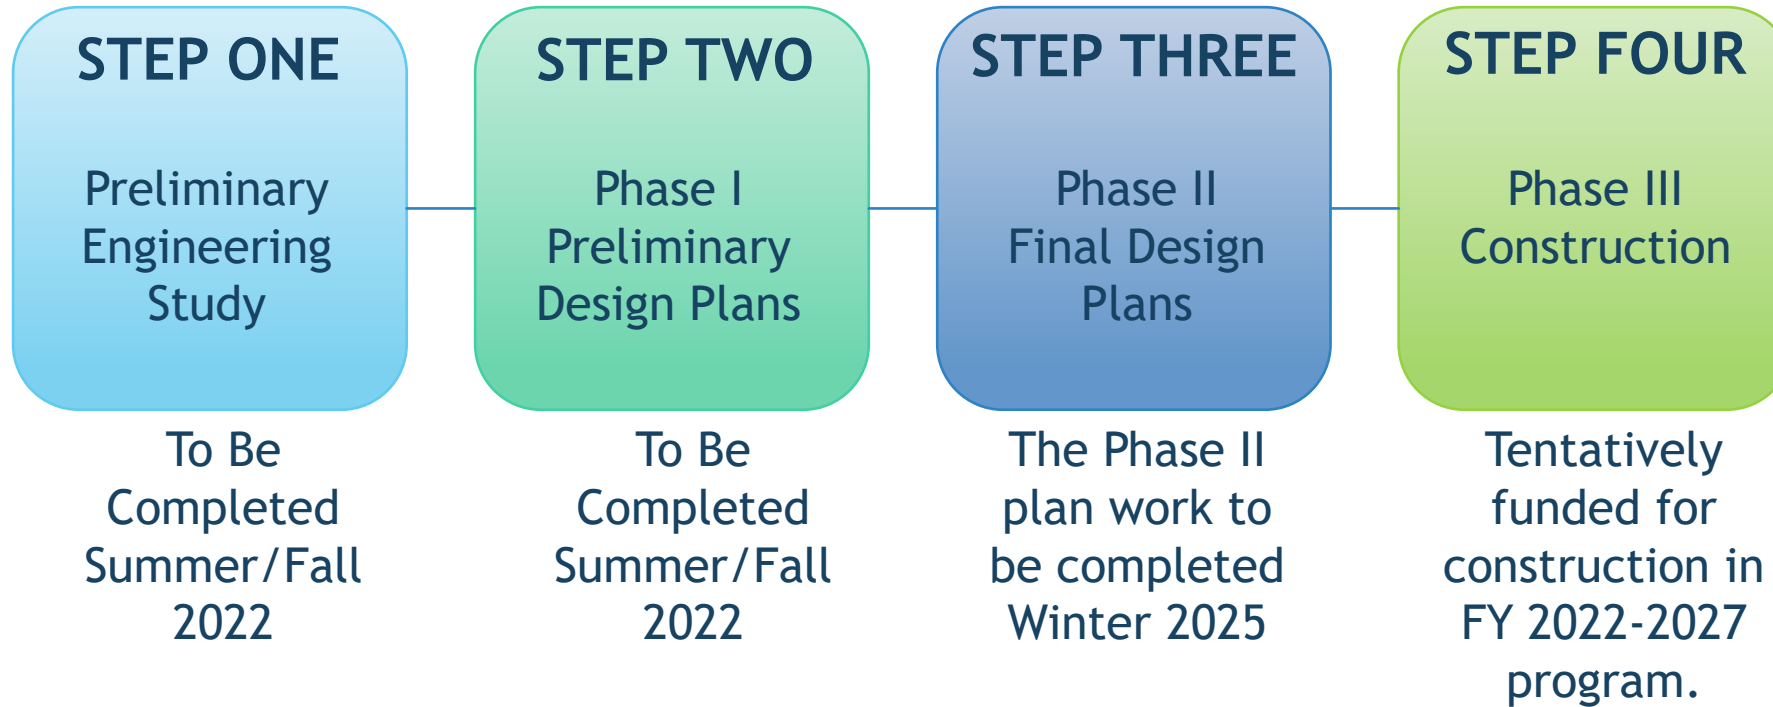 STEP ONE
Preliminary
Engineering
Study
To Be
Completed
Summer/Fall
2022
STEP TWO
Phase I
Preliminary
Design Plans
To Be
Completed
Summer/Fall
2022
STEP THREE
Phase II
Final Design
Plans
The Phase II
plan work to
be completed
Winter 2025
STEP FOUR
Phase III
Construction
Tentatively
funded for
construction in
FY 2022-2027
program.